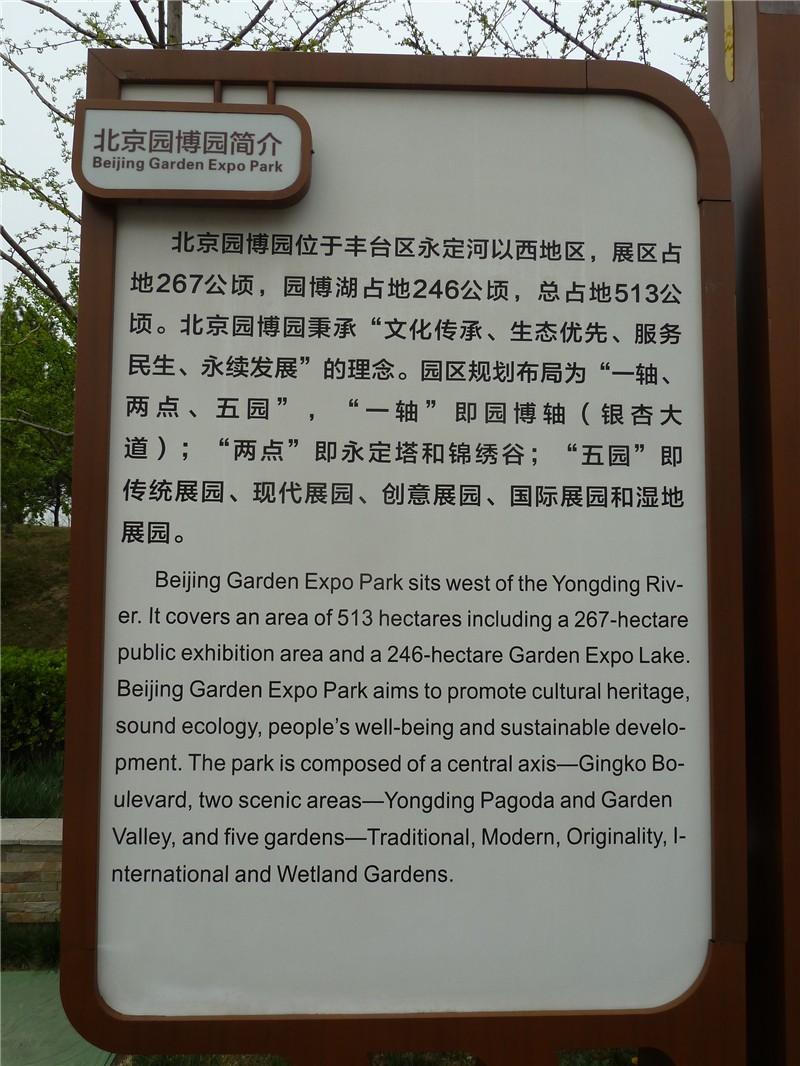 北京园博园简介
Beijing Garden Expo Park
北京园博园位于丰台区永定河以西地区，展区占
地267公顷，园博湖占地246公顷，总占地513公
顷。北京园博园秉承“文化传承、生态优先、服务
民生、永续发展”的理念。园区规划布局为“一轴、
两点、五园”，“一轴”即园博轴（银杏大
道）；“两点”即永定塔和锦绣谷；“五园”即
传统展园、现代展园、创意展园、国际展园和湿地
展园。
Beijing Garden Expo Park sits west of the Yongding Riv-
er. It covers an area of 513 hectares including a 267-hectare
public exhibition area and a 246-hectare Garden Expo Lake.
Beijing Garden Expo Park aims to promote cultural heritage,
sound ecology, people’s well-being and sustainable develo-
pment. The park is composed of a central axis—Gingko Bo-
ulevard, two scenic areas—Yongding Pagoda and Garden
Valley, and five gardens—Traditional, Modern, Originality, I-
nternational and Wetland Gardens.